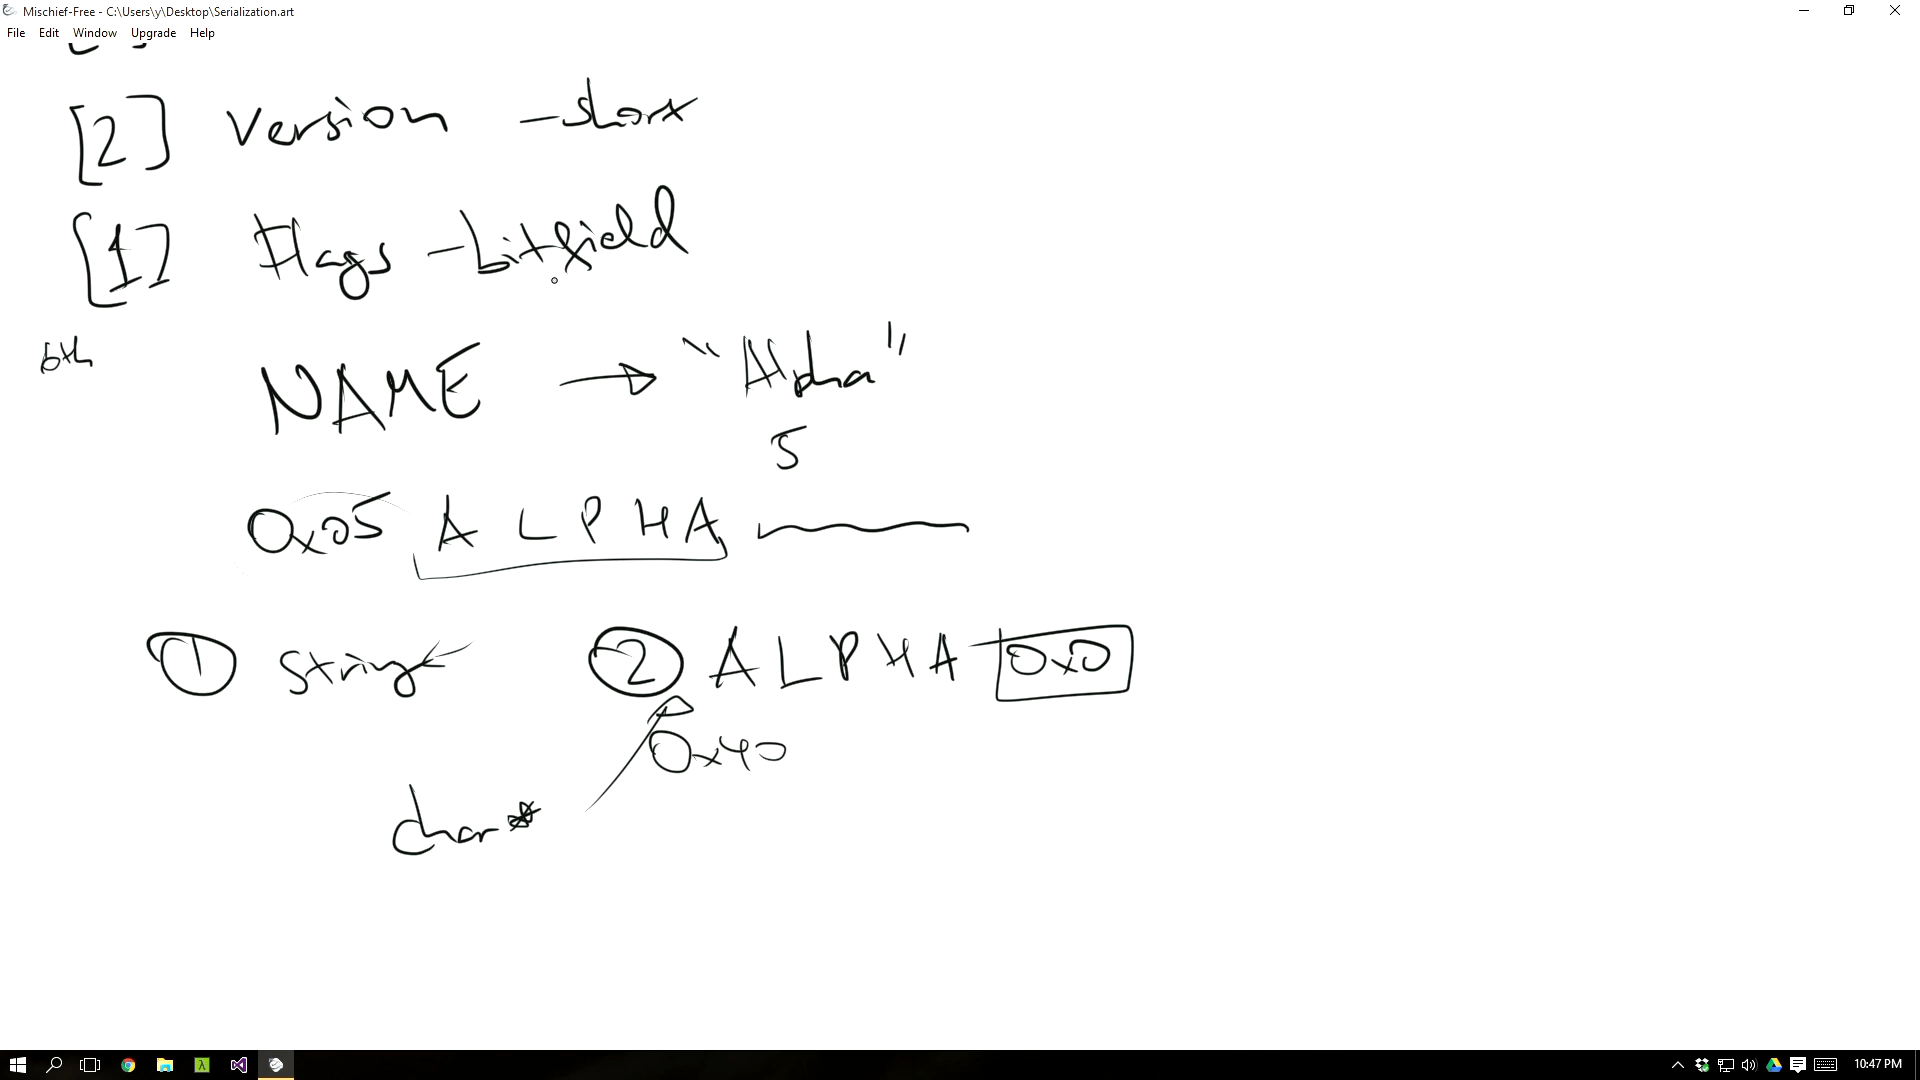 Mischief-Free - C:\Users\y\Desktop\Serialization.art
File Edit Window Upgrade Help
[2] Version - short
[1] Flags - bitfield
6th
NAME → "Alpha"
5
0x05 A L P H A
① String ② A L P H A 0x0
0x40
char*
10:47 PM